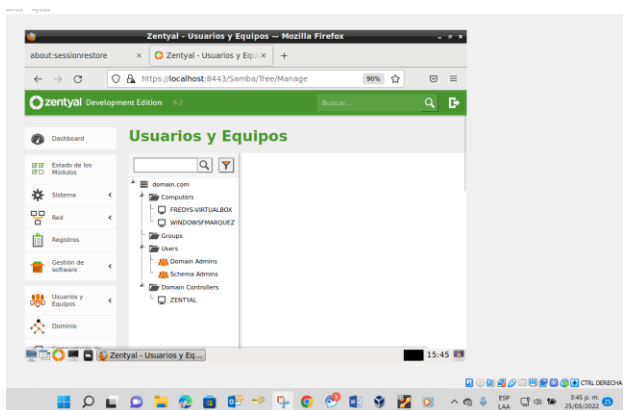 Zentyal - Usuarios y Equipos — Mozilla Firefox
about:sessionrestore
Zentyal - Usuarios y Equi
https://localhost:8443/Samba/Tree/Manage
90%
zentyal Development Edition 6.2
Buscar...
Dashboard
Usuarios y Equipos
Estado de los
Módulos
Sistema
Red
Registros
Gestión de
software
Usuarios y
Equipos
Dominio
domain.com
Computers
FREDYS-VIRTUALBOX
WINDOWSFMARQUEZ
Groups
Users
Domain Admins
Schema Admins
Domain Controllers
ZENTYAL
Zentyal - Usuarios y Eq...
15:45
CTRL DERECHA
ESP
LAA
3:45 p. m.
25/05/2022